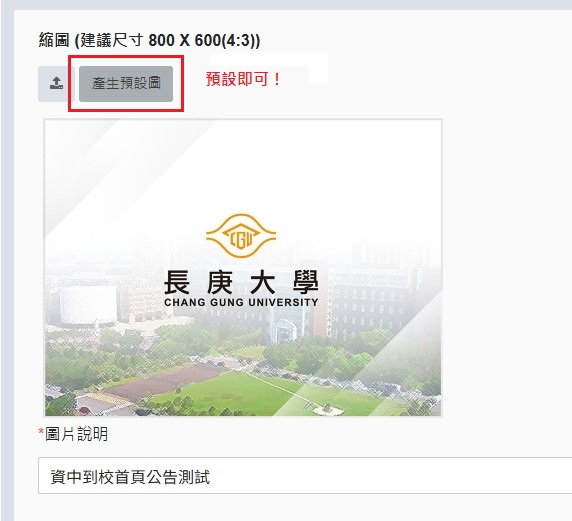 縮圖 (建議尺寸 800 X 600(4:3))
產生預設圖
預設即可！
CGU
長庚大學
CHANG GUNG UNIVERSITY
*圖片說明
資中到校首頁公告測試